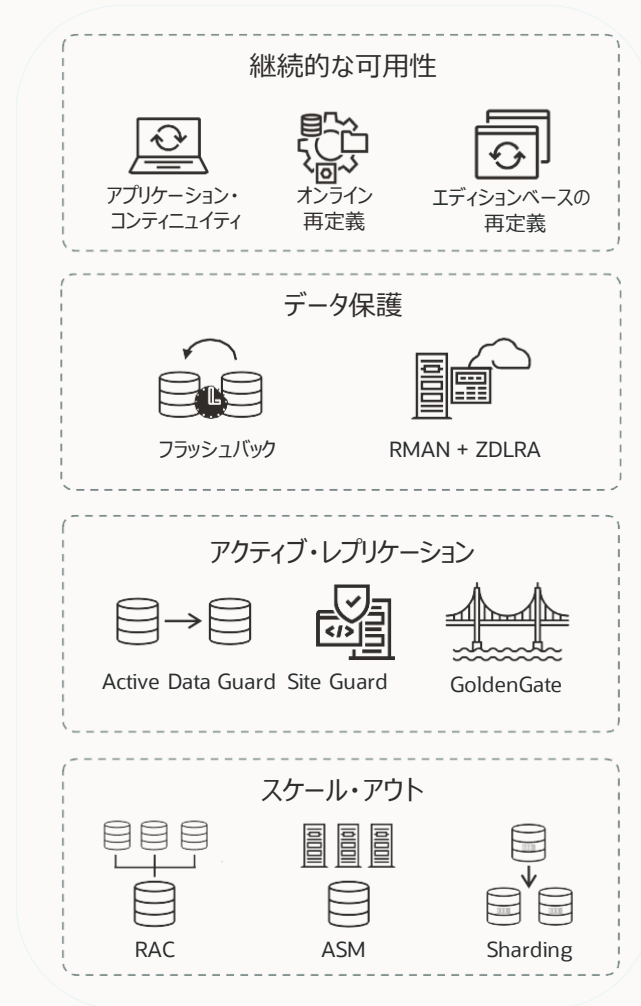 継続的な可用性
アプリケーション・
コンティニュイティ
オンライン
再定義
エディションベースの
再定義
データ保護
フラッシュバック
RMAN + ZDLRA
アクティブ・レプリケーション
</>
Active Data Guard
Site Guard
GoldenGate
スケール・アウト
RAC
ASM
Sharding